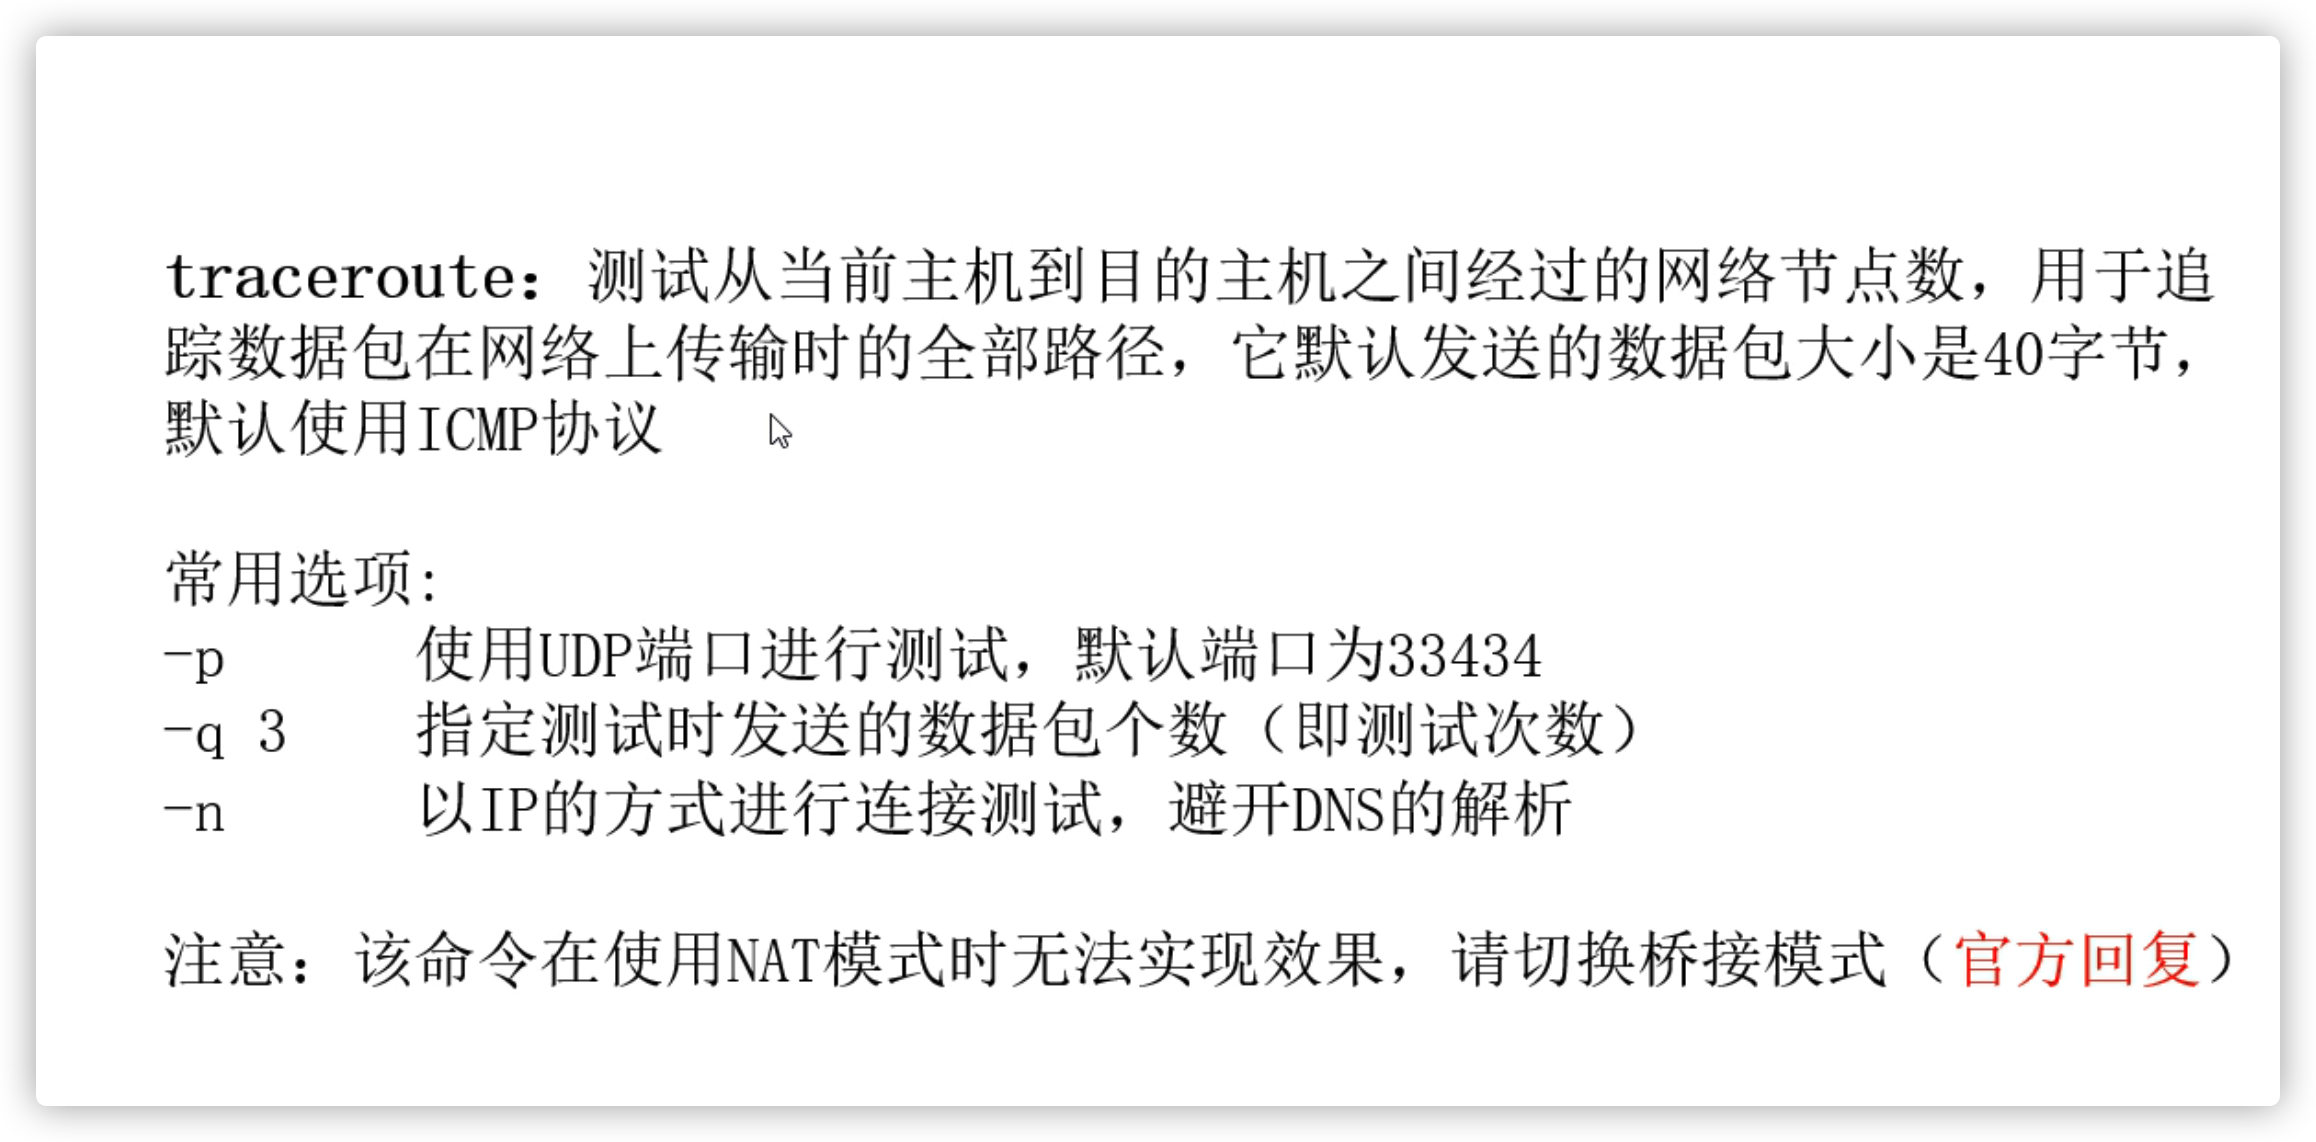 traceroute：测试从当前主机到目的主机之间经过的网络节点数，用于追
踪数据包在网络上传输时的全部路径，它默认发送的数据包大小是40字节，
默认使用ICMP协议
常用选项:
-p 使用UDP端口进行测试，默认端口为33434
-q 3 指定测试时发送的数据包个数（即测试次数）
-n 以IP的方式进行连接测试，避开DNS的解析
注意：该命令在使用NAT模式时无法实现效果，请切换桥接模式（官方回复）